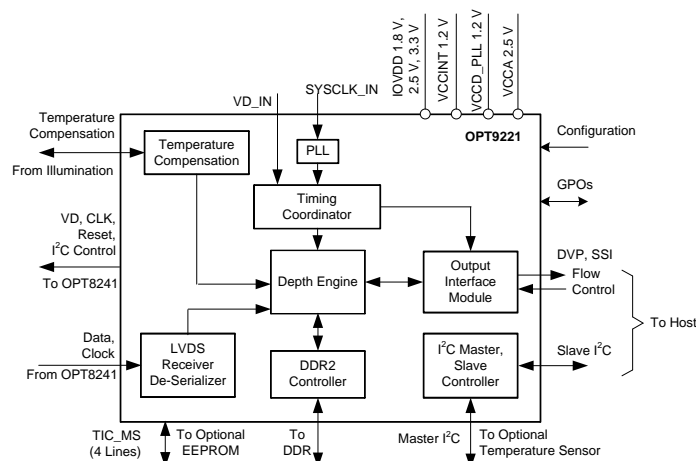 IOVDD 1.8 V,
2.5 V, 3.3 V
VCCINT 1.2 V
VCCD_PLL 1.2 V
VCCA 2.5 V
SYSCLK_IN
VD_IN
OPT9221
Temperature
Compensation
From Illumination
Temperature
Compensation
PLL
Configuration
Timing
Coordinator
GPOs
VD, CLK,
Reset,
I²C Control
To OPT8241
Depth Engine
Output
Interface
Module
DVP, SSI
Flow
Control
To Host
Data,
Clock
From OPT8241
LVDS
Receiver
De-Serializer
DDR2
Controller
I²C Master,
Slave
Controller
Slave I²C
TIC_MS
(4 Lines)
To Optional
EEPROM
To
DDR
Master I²C
To Optional
Temperature Sensor